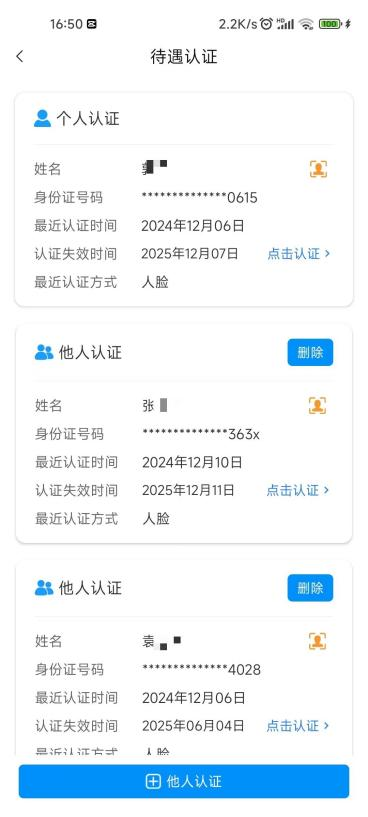 16:50 2.2K/s HD 100
待遇认证
个人认证
姓名
身份证号码 **************0615
最近认证时间 2024年12月06日
认证失效时间 2025年12月07日 点击认证 >
最近认证方式 人脸
他人认证 删除
姓名 张
身份证号码 **************363x
最近认证时间 2024年12月10日
认证失效时间 2025年12月11日 点击认证 >
最近认证方式 人脸
他人认证 删除
姓名 袁
身份证号码 **************4028
最近认证时间 2024年12月06日
认证失效时间 2025年06月04日 点击认证 >
最近认证方式 人脸
他人认证